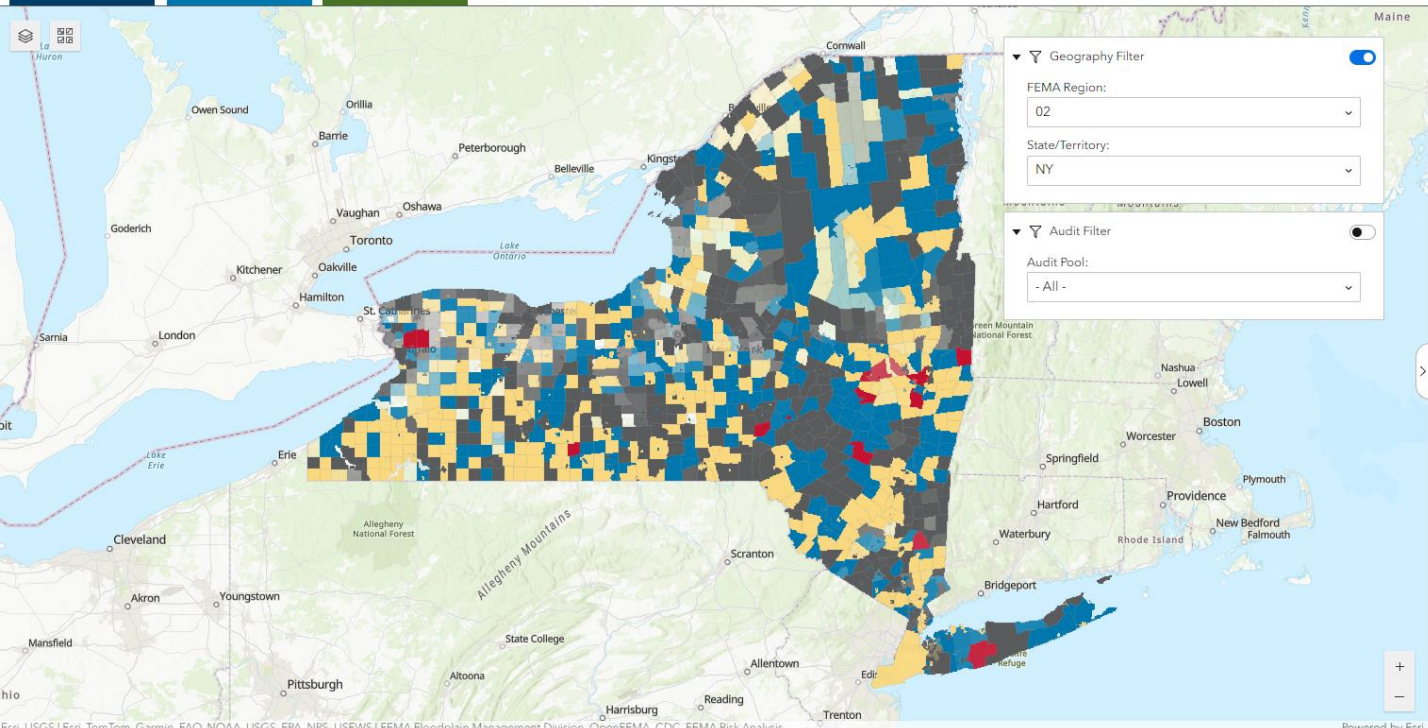 Maine
Cornwall
Geography Filter
FEMA Region:
02
State/Territory:
NY
Audit Filter
Audit Pool:
- All -
Huron
Owen Sound
Orillia
Barrie
Peterborough
Belleville
Vaughan
Oshawa
Goderich
Toronto
Lake
Ontario
Kitchener
Oakville
Hamilton
St. Catharines
Sarnia
London
Green Mountain
National Forest
Nashua
Lowell
Boston
Worcester
Lake
Erie
Erie
Springfield
Plymouth
Hartford
Providence
Allegheny
National Forest
New Bedford
Falmouth
Cleveland
Allegheny Mountains
Waterbury
Rhode Island
Scranton
Bridgeport
Akron
Youngstown
Mansfield
State College
Refuge
Allentown
Altoona
Pittsburgh
Reading
Harrisburg
Trenton
Powered by Esri